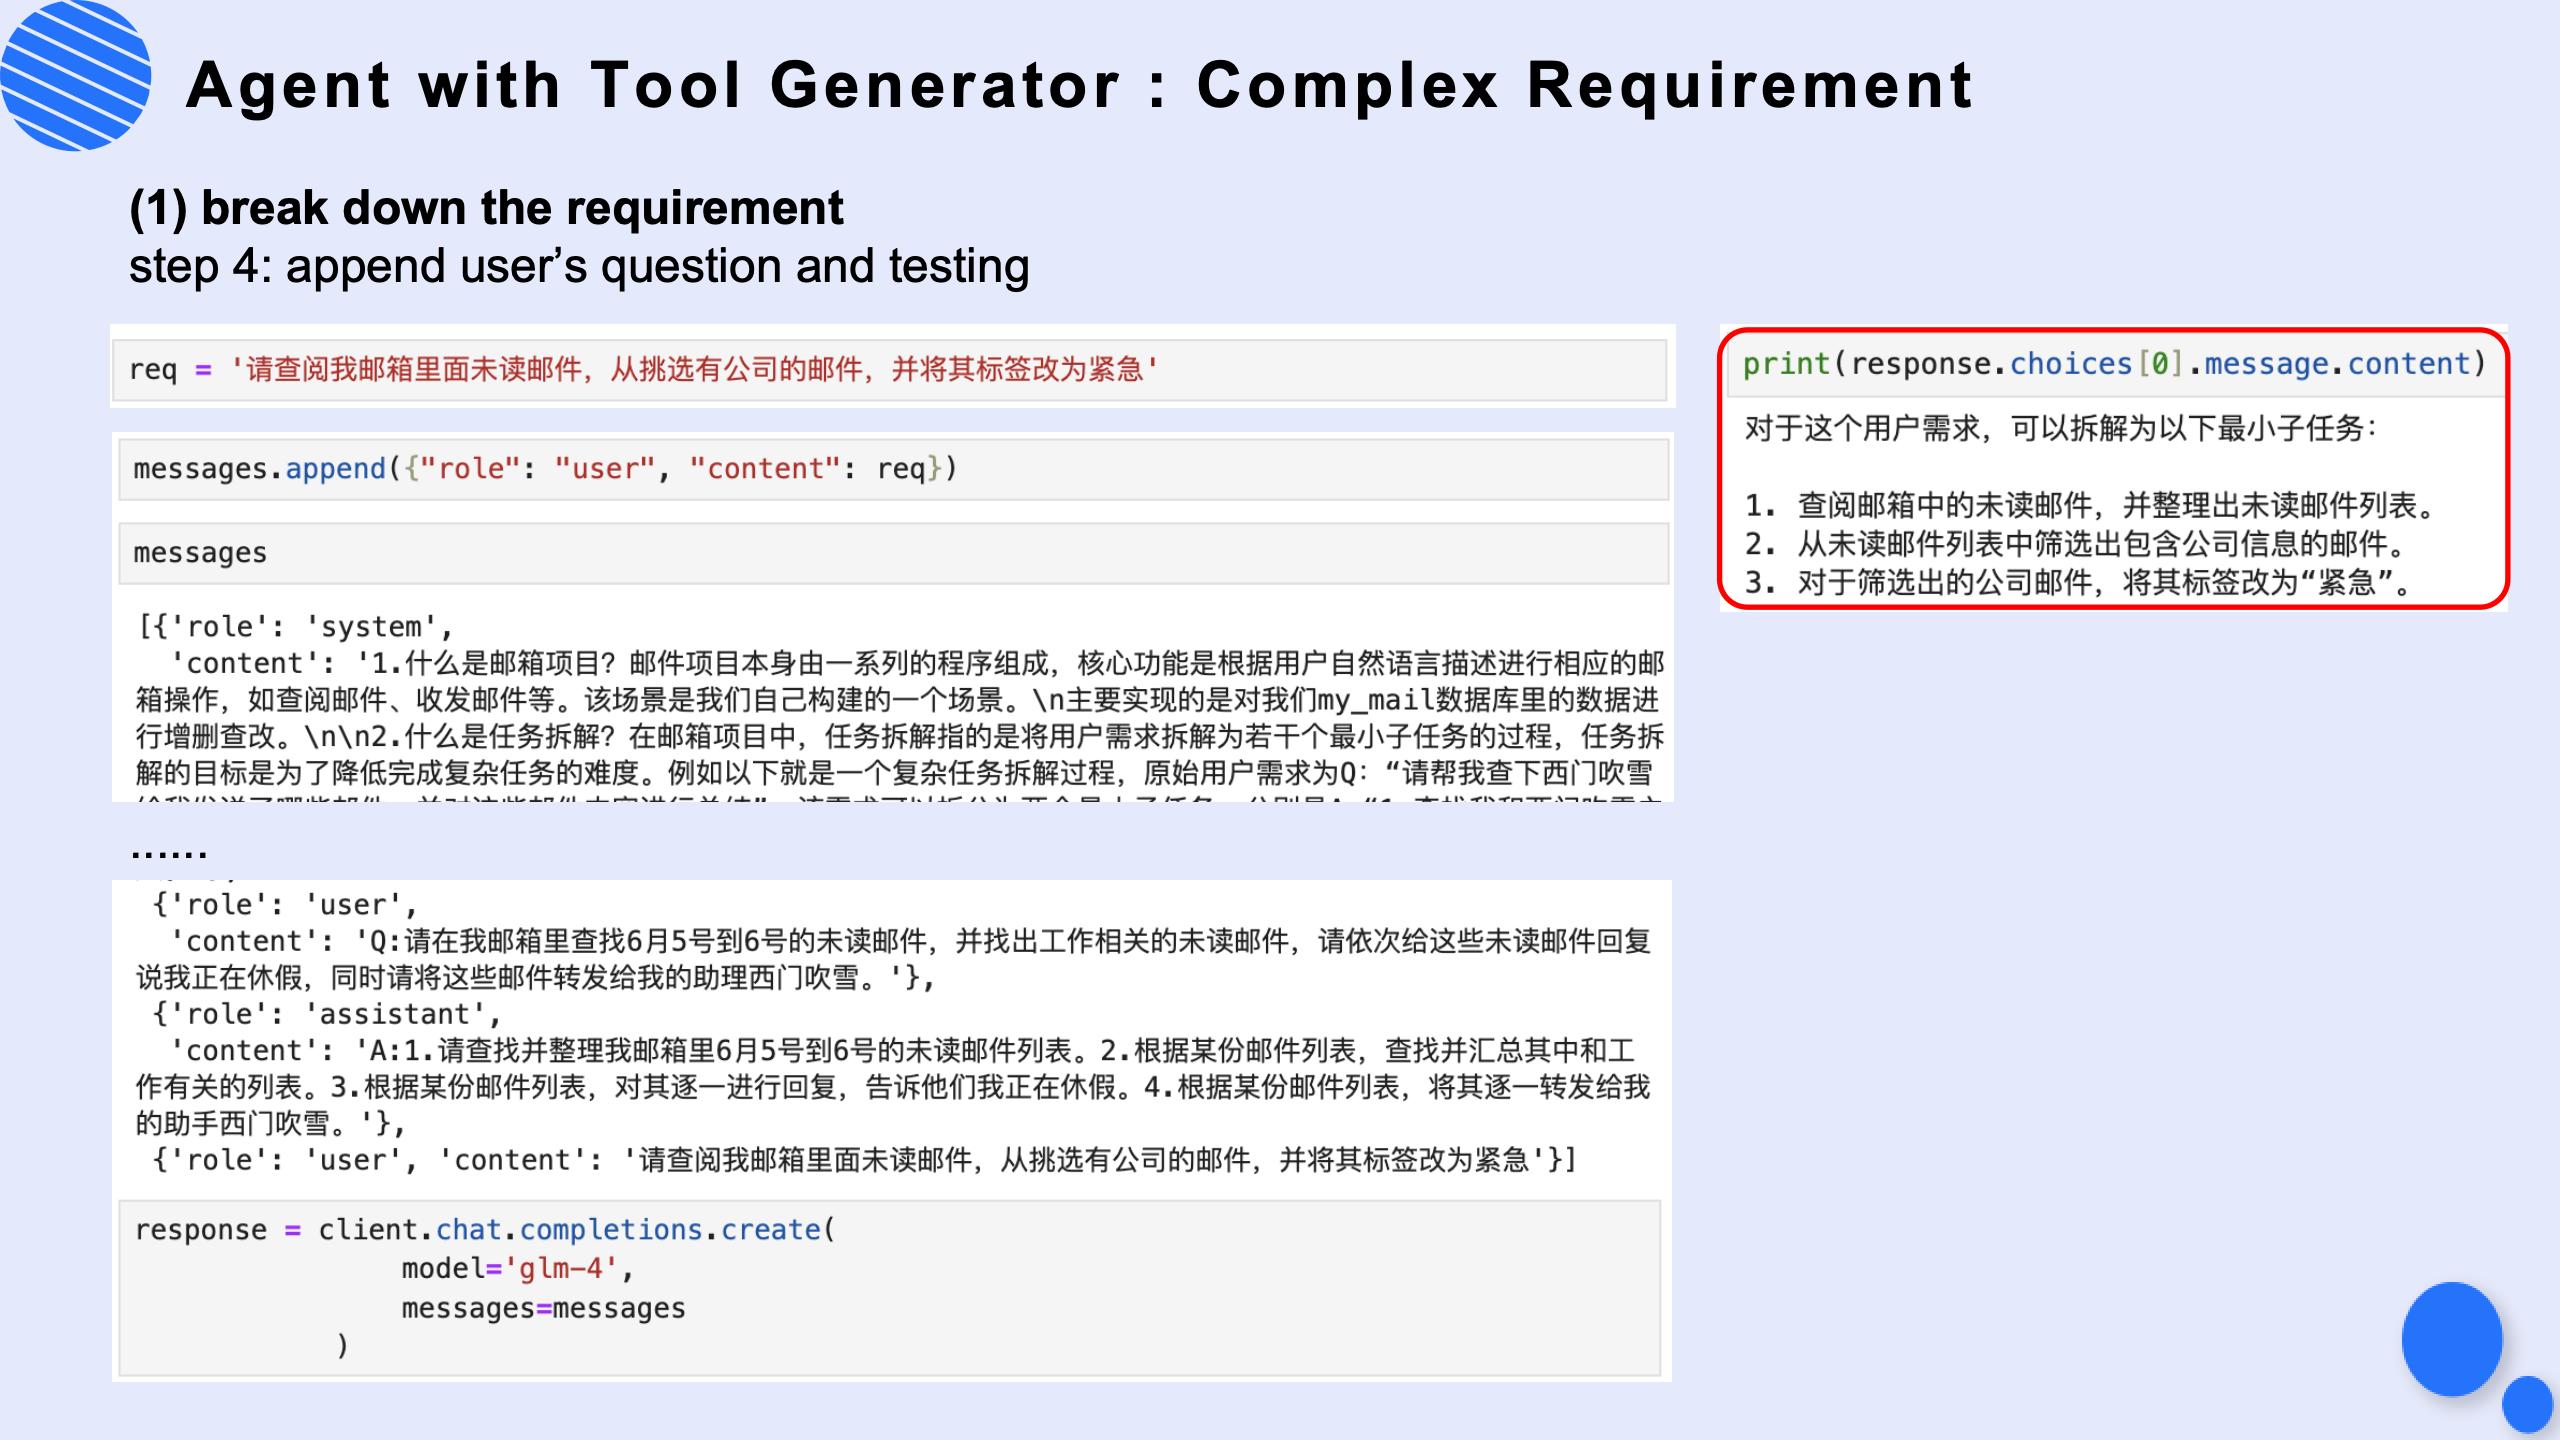 Agent with Tool Generator : Complex Requirement
(1) break down the requirement
step 4: append user’s question and testing
req = '请查阅我邮箱里面未读邮件，从挑选有公司的邮件，并将其标签改为紧急'
messages.append({"role": "user", "content": req})
messages
[{'role': 'system',
'content': '1.什么是邮箱项目？邮件项目本身由一系列的程序组成，核心功能是根据用户自然语言描述进行相应的邮
箱操作，如查阅邮件、收发邮件等。该场景是我们自己构建的一个场景。\n主要实现的是对我们my_mail数据库里的数据进
行增删查改。\n\n2.什么是任务拆解？在邮箱项目中，任务拆解指的是将用户需求拆解为若干个最小子任务的过程，任务拆
解的目标是为了降低完成复杂任务的难度。例如以下就是一个复杂任务拆解过程，原始用户需求为Q：“请帮我查下西门吹雪
......
{'role': 'user',
'content': 'Q:请在我邮箱里查找6月5号到6号的未读邮件，并找出工作相关的未读邮件，请依次给这些未读邮件回复
说我正在休假，同时请将这些邮件转发给我的助理西门吹雪。'},
{'role': 'assistant',
'content': 'A:1.请查找并整理我邮箱里6月5号到6号的未读邮件列表。2.根据某份邮件列表，查找并汇总其中和工
作有关的列表。3.根据某份邮件列表，对其逐一进行回复，告诉他们我正在休假。4.根据某份邮件列表，将其逐一转发给我
的助手西门吹雪。'},
{'role': 'user', 'content': '请查阅我邮箱里面未读邮件，从挑选有公司的邮件，并将其标签改为紧急'}]
response = client.chat.completions.create(
model='glm-4',
messages=messages
)
print(response.choices[0].message.content)
对于这个用户需求，可以拆解为以下最小子任务：
1. 查阅邮箱中的未读邮件，并整理出未读邮件列表。
2. 从未读邮件列表中筛选出包含公司信息的邮件。
3. 对于筛选出的公司邮件，将其标签改为“紧急”。